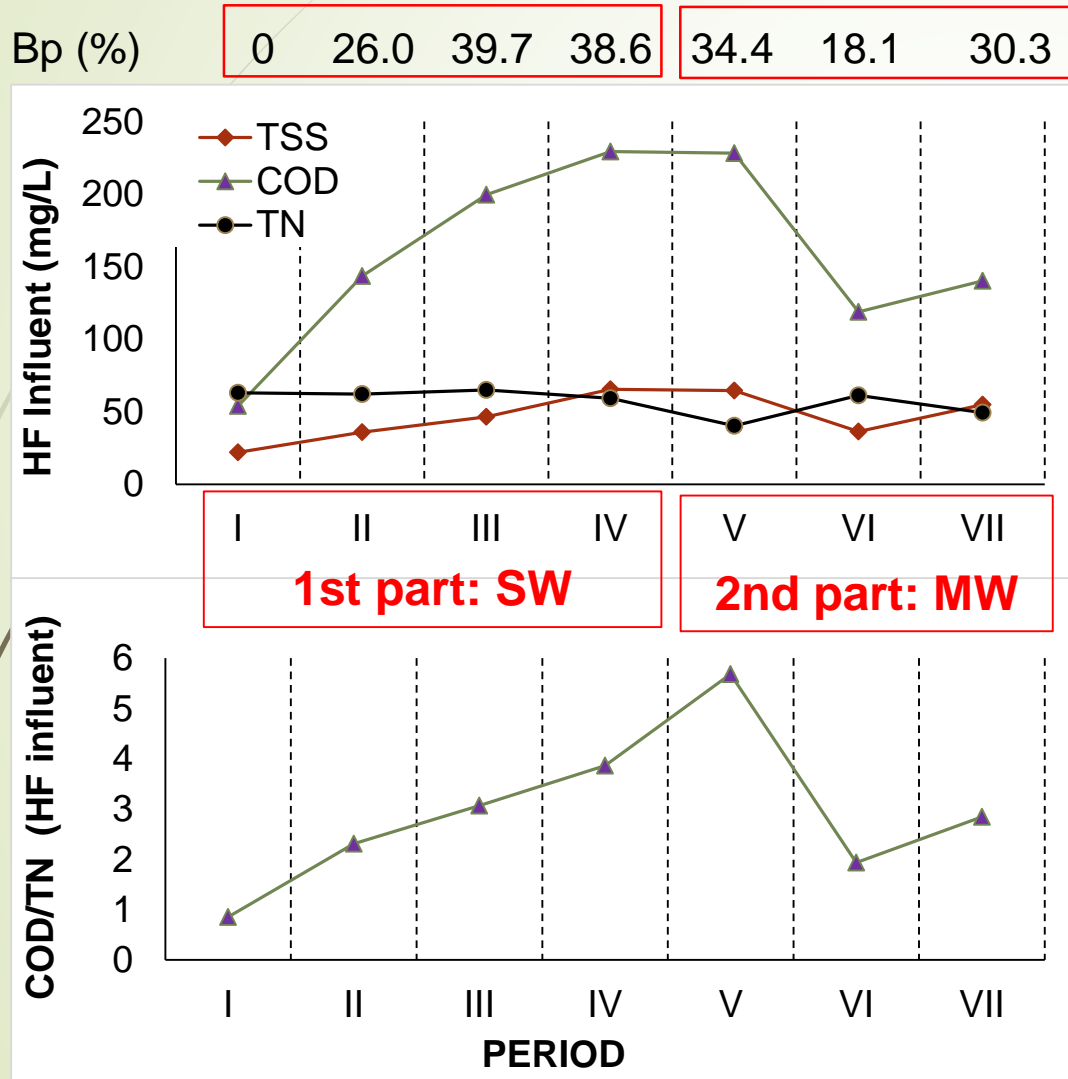 Bp (%) 0 26.0 39.7 38.6 34.4 18.1 30.3
HF Influent (mg/L)
250
200
150
100
50
0
TSS
COD
TN
I II III IV V VI VII
1st part: SW 2nd part: MW
COD/TN (HF influent)
6
5
4
3
2
1
0
I II III IV V VI VII
PERIOD